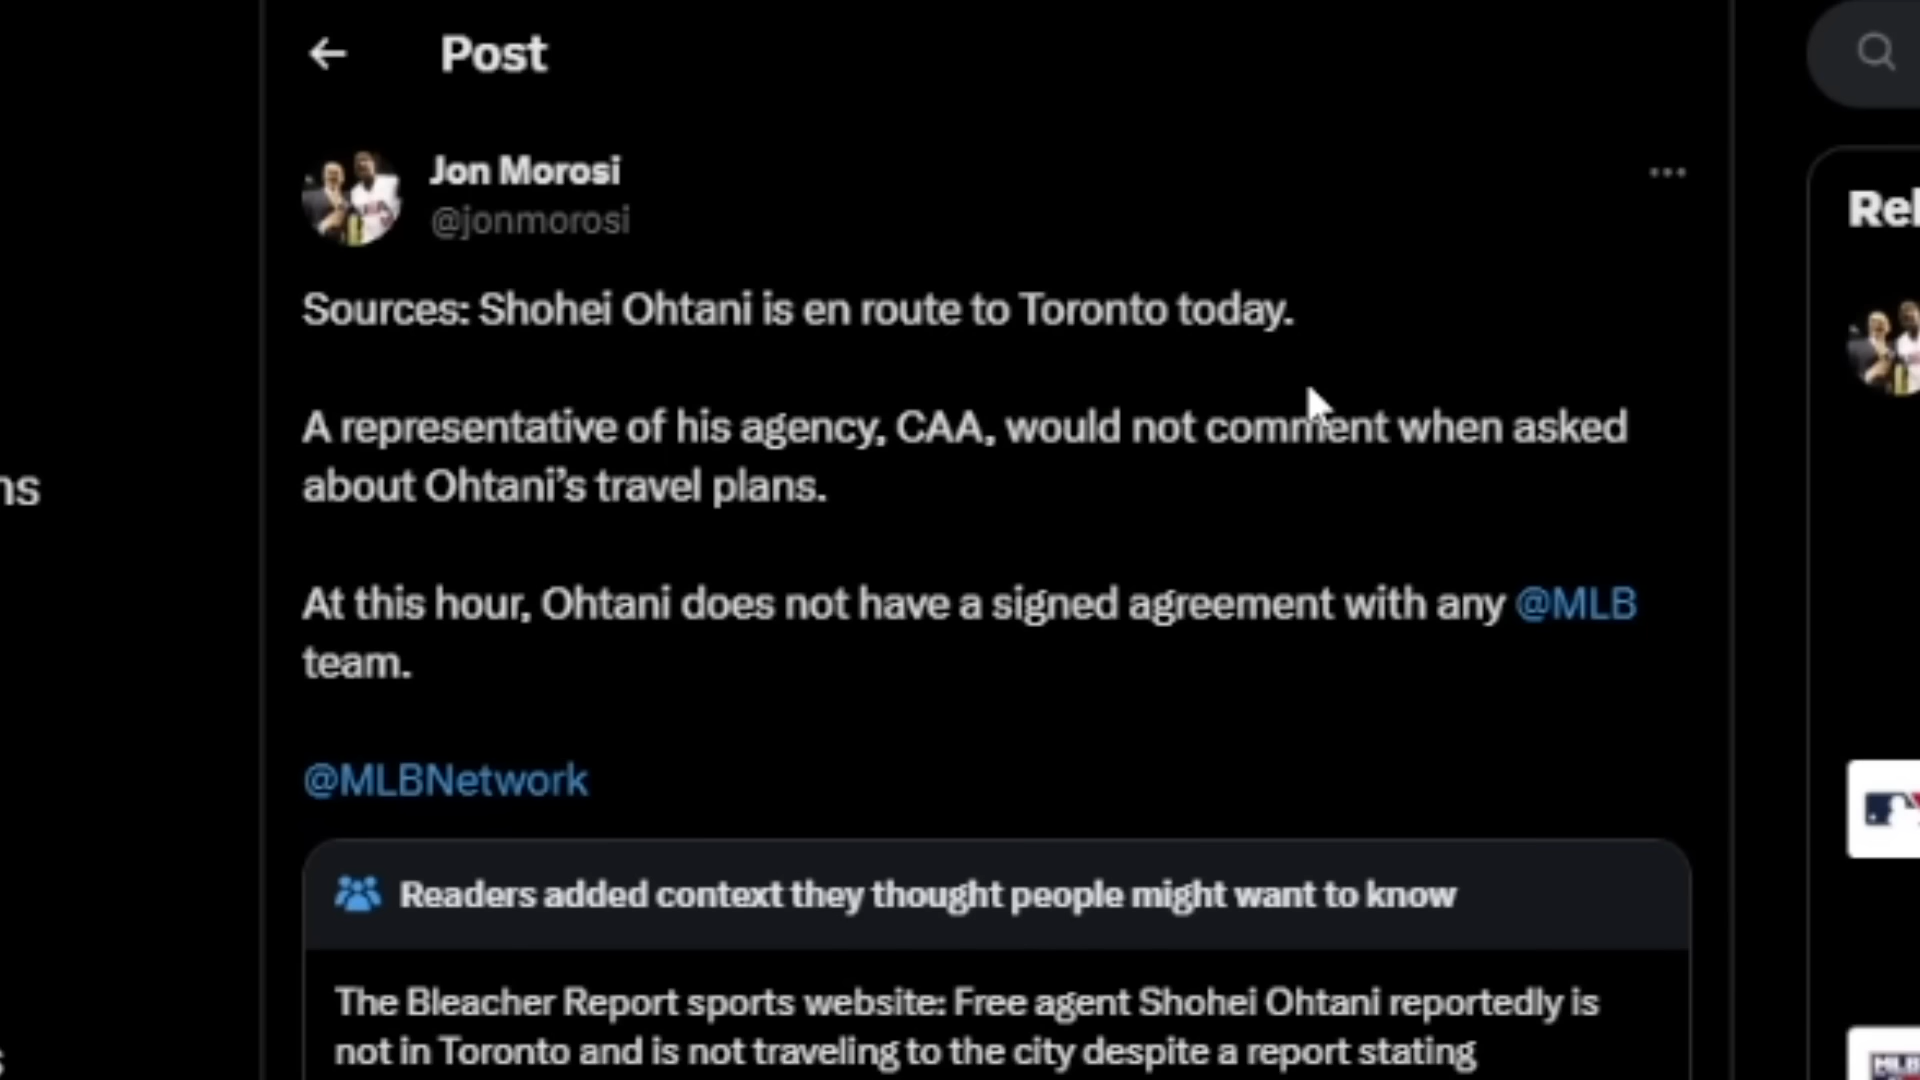 Post
Jon Morosi
@jonmorosi
Sources: Shohei Ohtani is en route to Toronto today.
A representative of his agency, CAA, would not comment when asked
about Ohtani’s travel plans.
At this hour, Ohtani does not have a signed agreement with any @MLB
team.
@MLBNetwork
Readers added context they thought people might want to know
The Bleacher Report sports website: Free agent Shohei Ohtani reportedly is
not in Toronto and is not traveling to the city despite a report stating